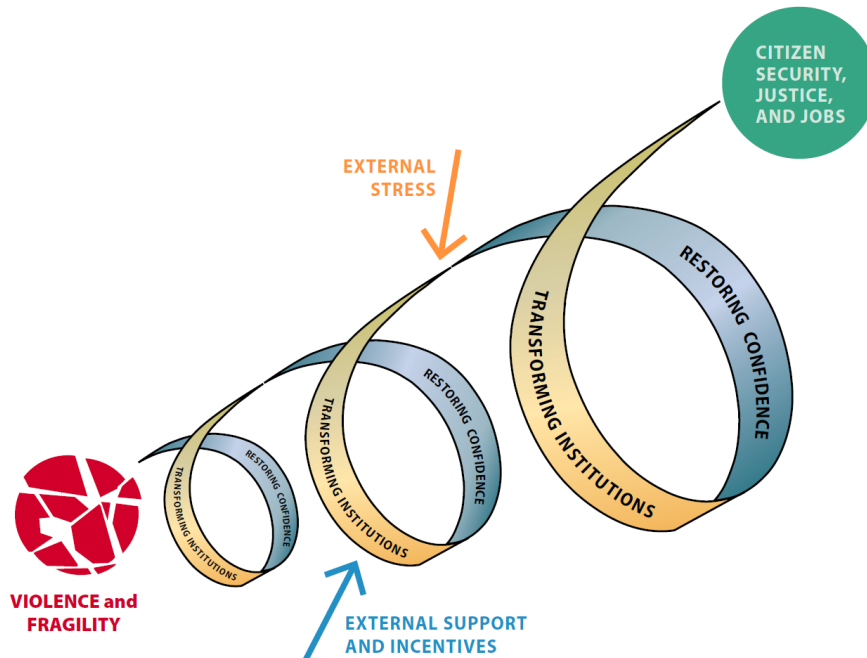 CITIZEN
SECURITY,
JUSTICE,
AND JOBS
EXTERNAL
STRESS
RESTORING CONFIDENCE
TRANSFORMING INSTITUTIONS
RESTORING CONFIDENCE
TRANSFORMING INSTITUTIONS
RESTORING CONFIDENCE
TRANSFORMING INSTITUTIONS
VIOLENCE and
FRAGILITY
EXTERNAL SUPPORT
AND INCENTIVES